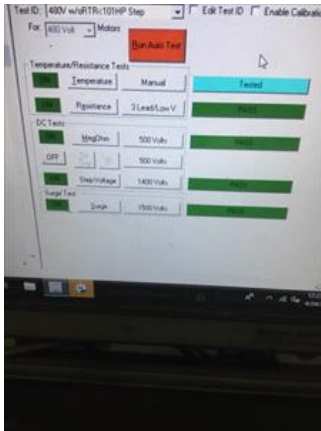 Test ID: 480V w/oRTR<101HP Step Edit Test ID Enable Calibratio
For: 480 Volt Motors
Run Auto Test
Temperature/Resistance Tests
ON Temperature Manual Tested
ON Resistance 3 Lead/Low V PASS
DC Tests
ON MegOhm 500 Volts PASS
OFF 500 Volts
ON Step Voltage 1400 Volts PASS
Surge Test
ON Surge 1500 Volts PASS